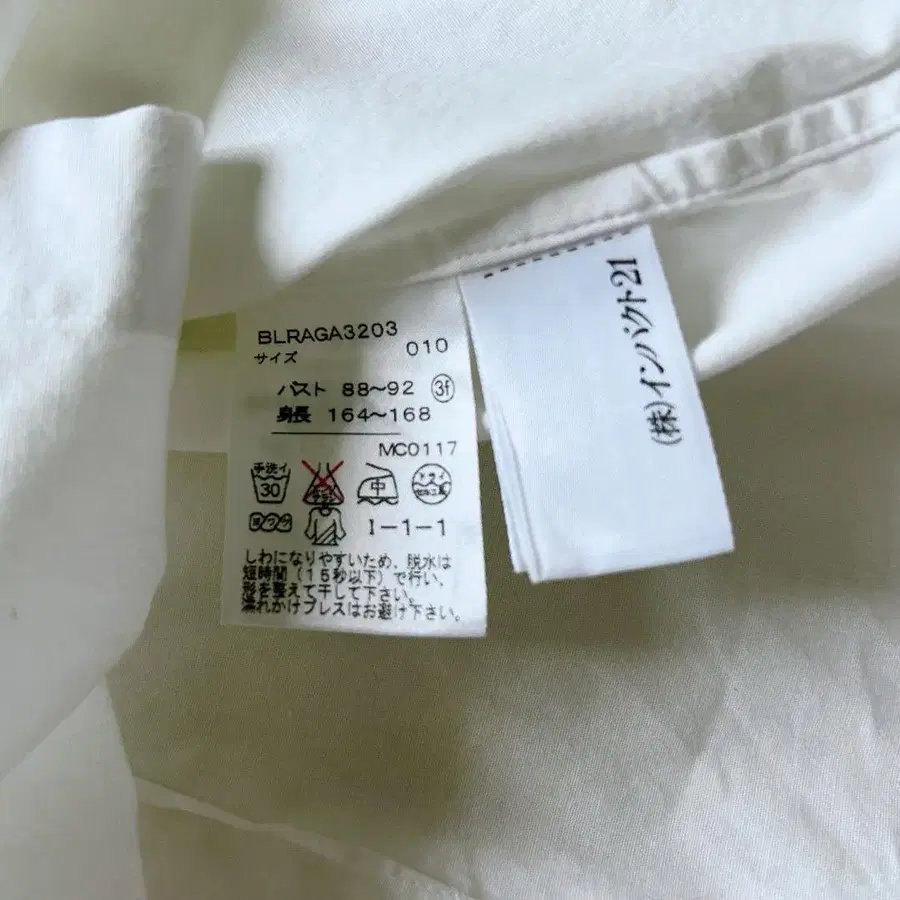 BLRAGA3203
サイズ 010
バスト 88～92 3f
身長 164～168
MC0117
手洗イ
30
中
ドライ
I-1-1
しわになりやすいため、脱水は
短時間（15秒以下）で行い、
形を整えて干して下さい。
濡れかけプレスはお避け下さい。
(株)インパクト21